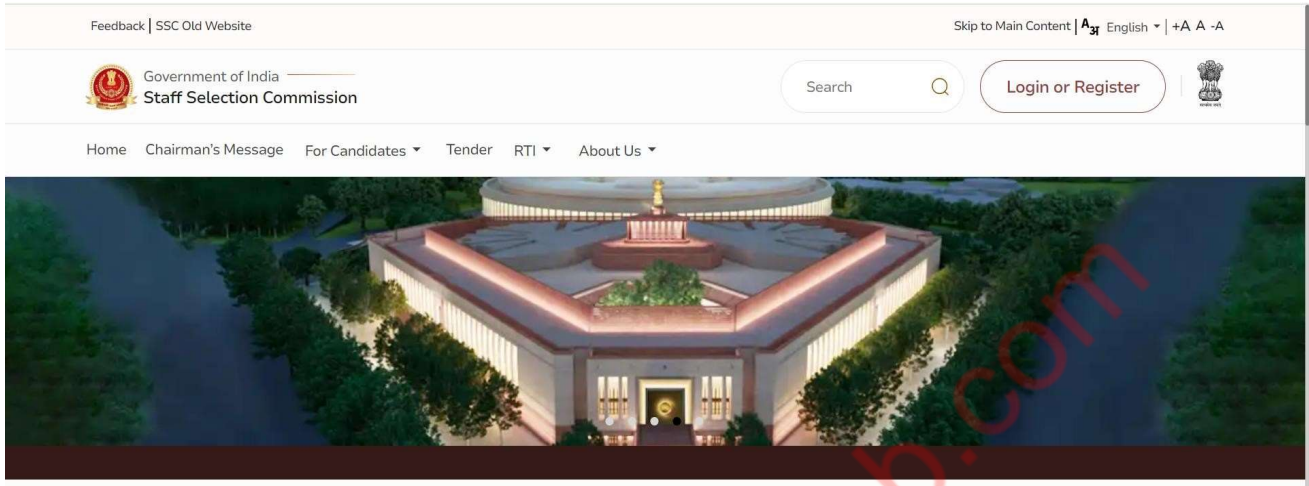 Feedback | SSC Old Website
Skip to Main Content | Aअ English | +A A -A
Government of India
Staff Selection Commission
Search
Login or Register
Home Chairman's Message For Candidates Tender RTI About Us
b.com